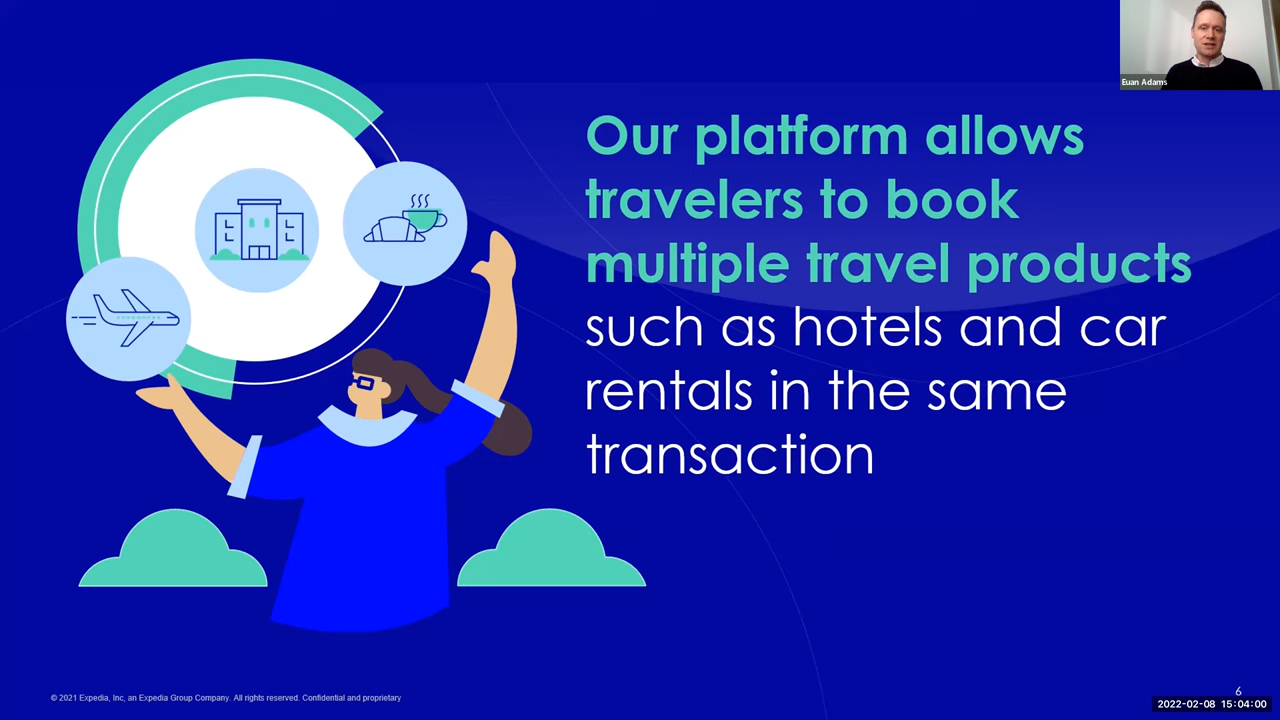 Euan Adams
Our platform allows
travelers to book
multiple travel products
such as hotels and car
rentals in the same
transaction
© 2021 Expedia, Inc, an Expedia Group Company. All rights reserved. Confidential and proprietary
6
2022-02-08 15:04:00